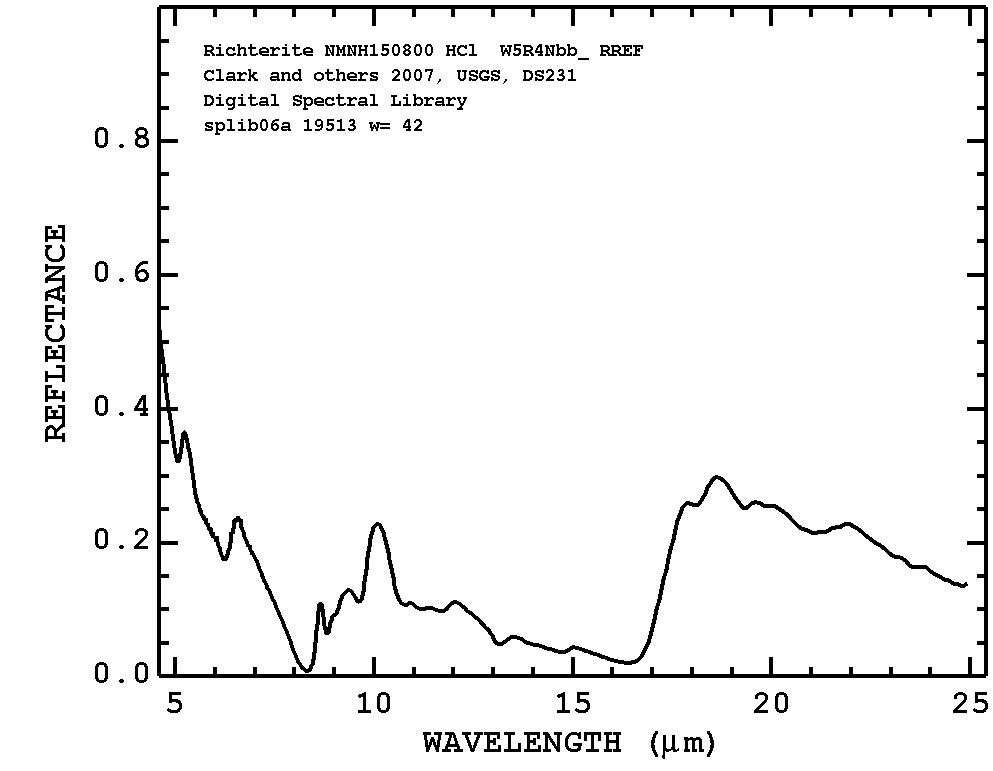 Richterite NMNH150800 HCl W5R4Nbb_ RREF
Clark and others 2007, USGS, DS231
Digital Spectral Library
splib06a 19513 w= 42
REFLECTANCE
0.8
0.6
0.4
0.2
0.0
5 10 15 20 25
WAVELENGTH (μm)